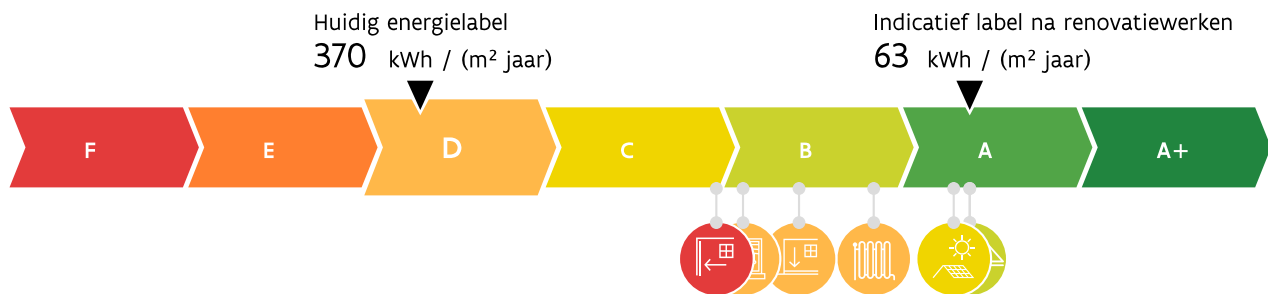 Huidig energielabel
370 kWh / (m² jaar)
Indicatief label na renovatiewerken
63 kWh / (m² jaar)
F E D C B A A+